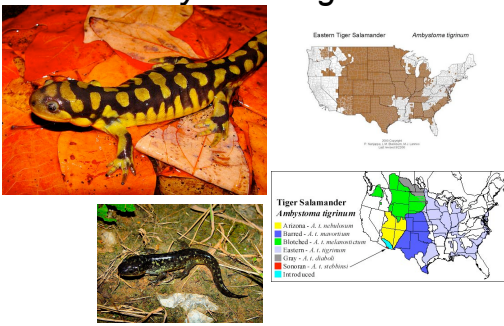 Eastern Tiger Salamander Ambystoma tigrinum
Tiger Salamander
Ambystoma tigrinum
Arizona - A. t. nebulosum
Barred - A. t. mavortium
Blotched - A. t. melanostictum
Eastern - A. t. tigrinum
Gray - A. t. diaboli
Sonoran - A. t. stebbinsi
Introduced